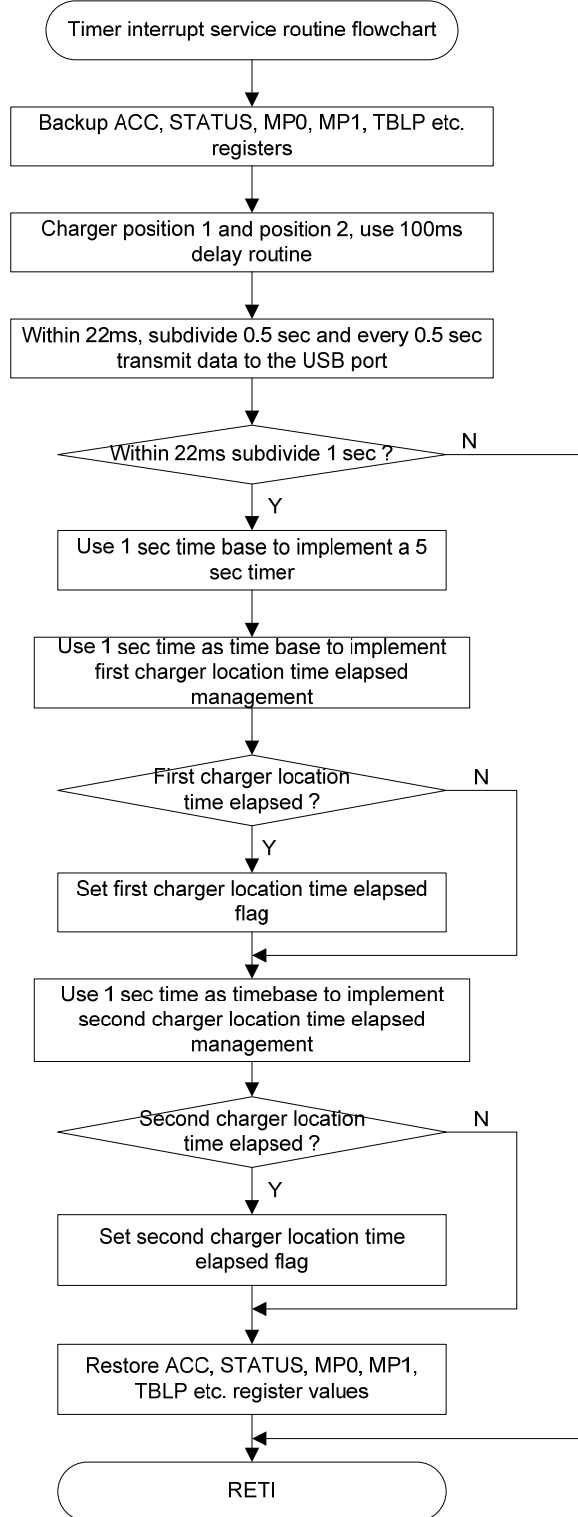 Timer interrupt service routine flowchart
Backup ACC, STATUS, MP0, MP1, TBLP etc.
registers
Charger position 1 and position 2, use 100ms
delay routine
Within 22ms, subdivide 0.5 sec and every 0.5 sec
transmit data to the USB port
Within 22ms subdivide 1 sec ?
N
Y
Use 1 sec time base to implement a 5
sec timer
Use 1 sec time as time base to implement
first charger location time elapsed
management
First charger location
time elapsed ?
N
Y
Set first charger location time elapsed
flag
Use 1 sec time as timebase to implement
second charger location time elapsed
management
Second charger location
time elapsed ?
N
Y
Set second charger location time
elapsed flag
Restore ACC, STATUS, MP0, MP1,
TBLP etc. register values
RETI